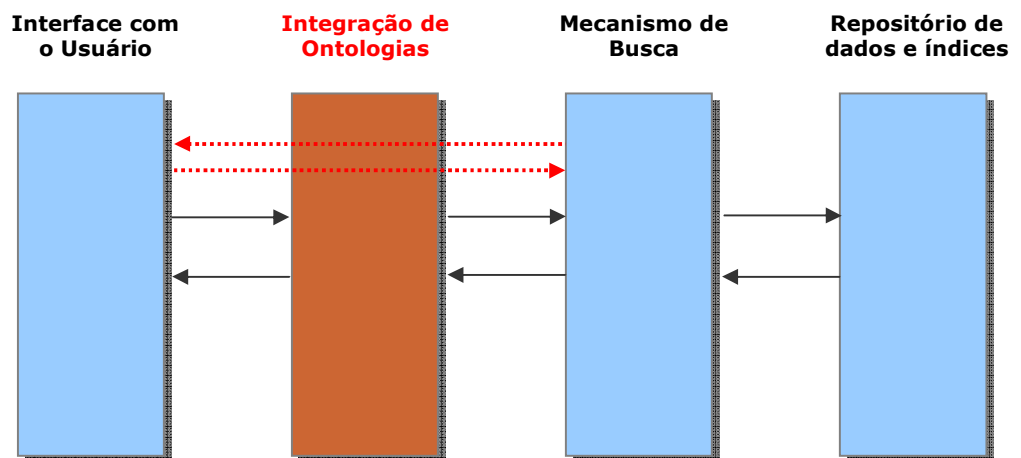 Interface com
o Usuário
Integração de
Ontologias
Mecanismo de
Busca
Repositório de
dados e índices